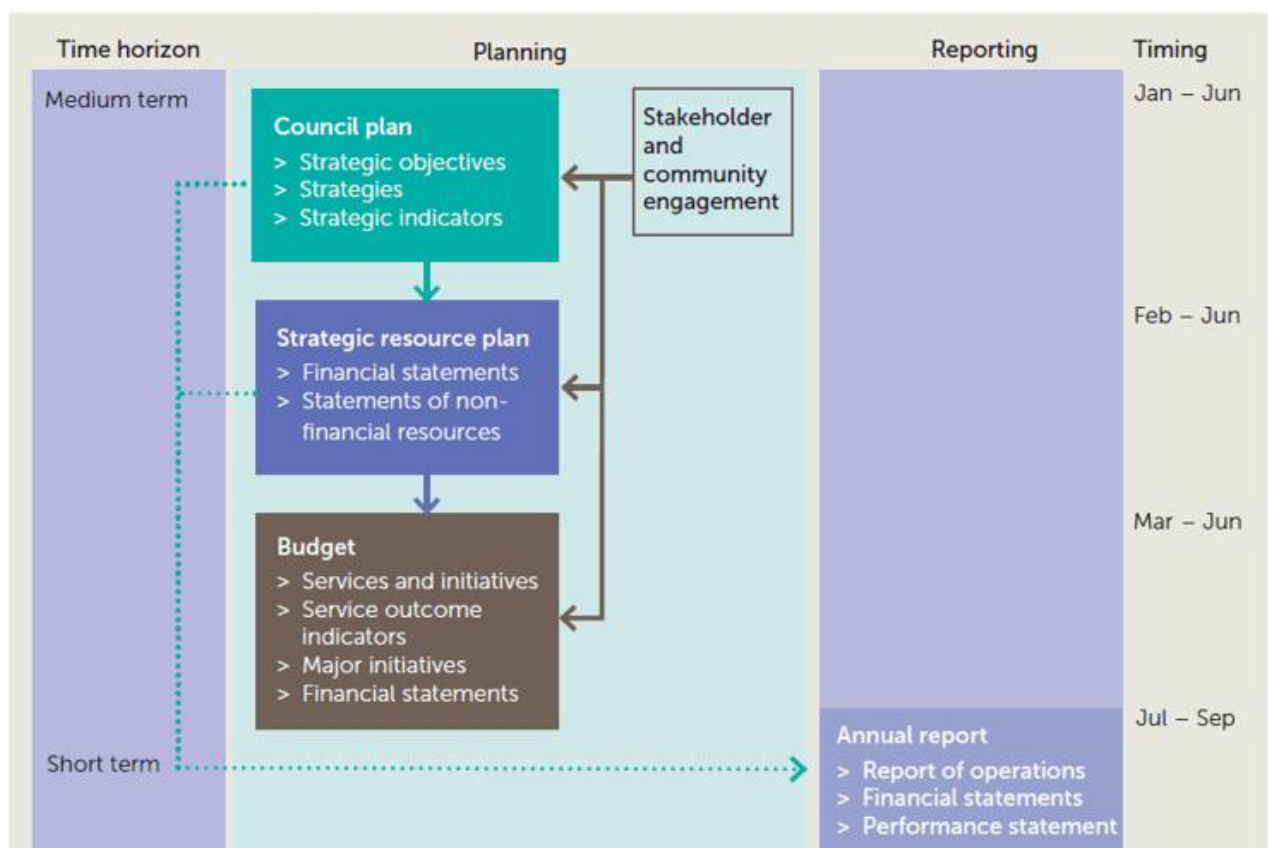 Time horizon
Planning
Reporting
Timing
Medium term
Council plan
> Strategic objectives
> Strategies
> Strategic indicators
Stakeholder
and
community
engagement
Jan – Jun
Strategic resource plan
> Financial statements
> Statements of non-
financial resources
Feb – Jun
Budget
> Services and initiatives
> Service outcome
indicators
> Major initiatives
> Financial statements
Mar – Jun
Short term
Annual report
> Report of operations
> Financial statements
> Performance statement
Jul – Sep